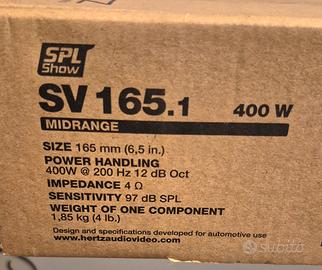 SPL
Show
SV 165.1 400 W
MIDRANGE
SIZE 165 mm (6,5 in.)
POWER HANDLING
400W @ 200 Hz 12 dB Oct
IMPEDANCE 4 Ω
SENSITIVITY 97 dB SPL
WEIGHT OF ONE COMPONENT
1,85 kg (4 lb.)
Design and specifications developed for automotive use
www.hertzaudiovideo.com
subito